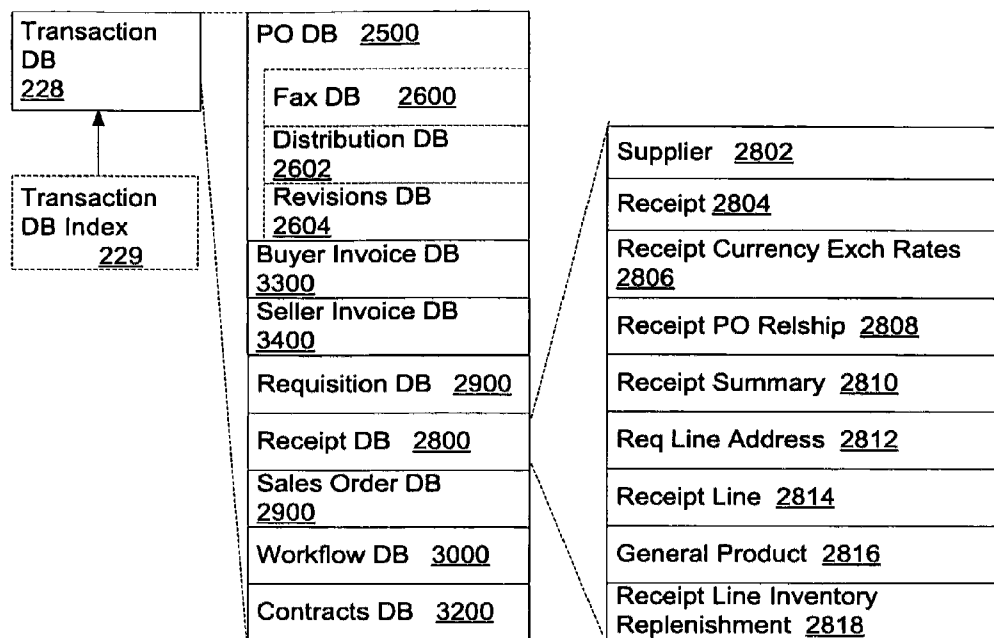 Transaction
DB
228
Transaction
DB Index
229
PO DB 2500
Fax DB 2600
Distribution DB
2602
Revisions DB
2604
Buyer Invoice DB
3300
Seller Invoice DB
3400
Requisition DB 2900
Receipt DB 2800
Sales Order DB
2900
Workflow DB 3000
Contracts DB 3200
Supplier 2802
Receipt 2804
Receipt Currency Exch Rates
2806
Receipt PO Relship 2808
Receipt Summary 2810
Req Line Address 2812
Receipt Line 2814
General Product 2816
Receipt Line Inventory
Replenishment 2818